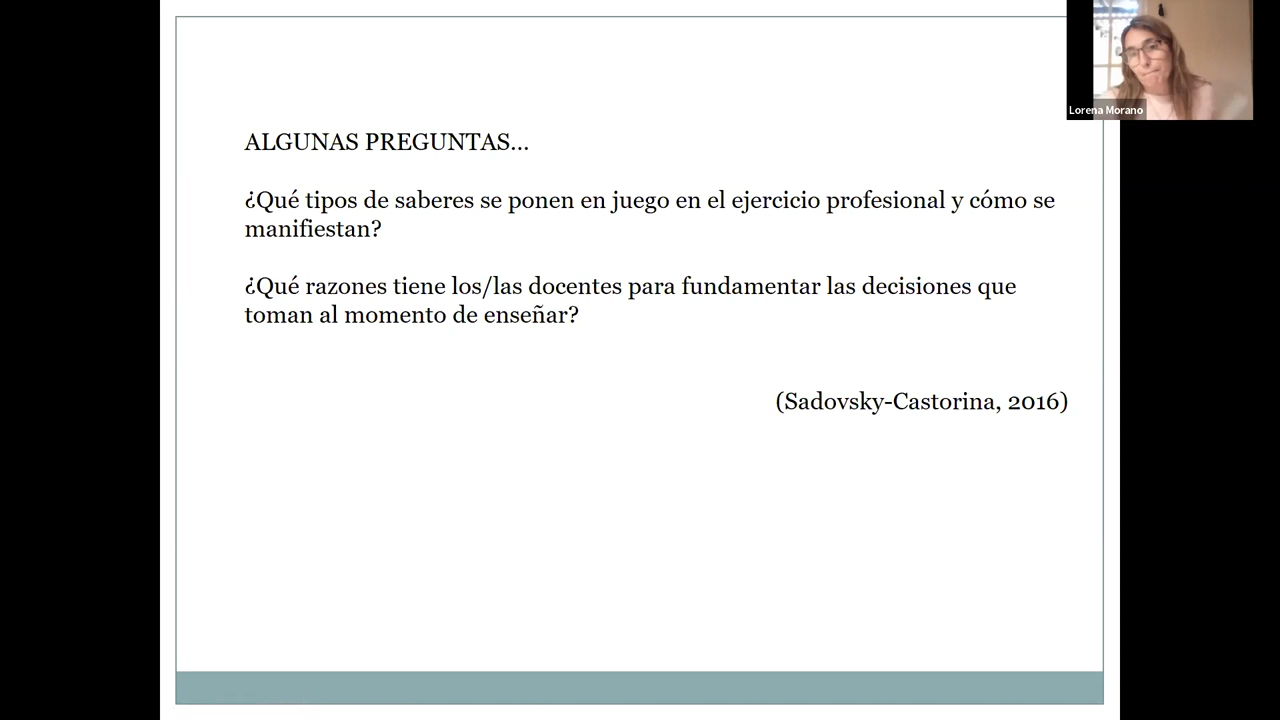 ALGUNAS PREGUNTAS...
¿Qué tipos de saberes se ponen en juego en el ejercicio profesional y cómo se
manifiestan?
¿Qué razones tiene los/las docentes para fundamentar las decisiones que
toman al momento de enseñar?
(Sadovsky-Castorina, 2016)
Lorena Morano